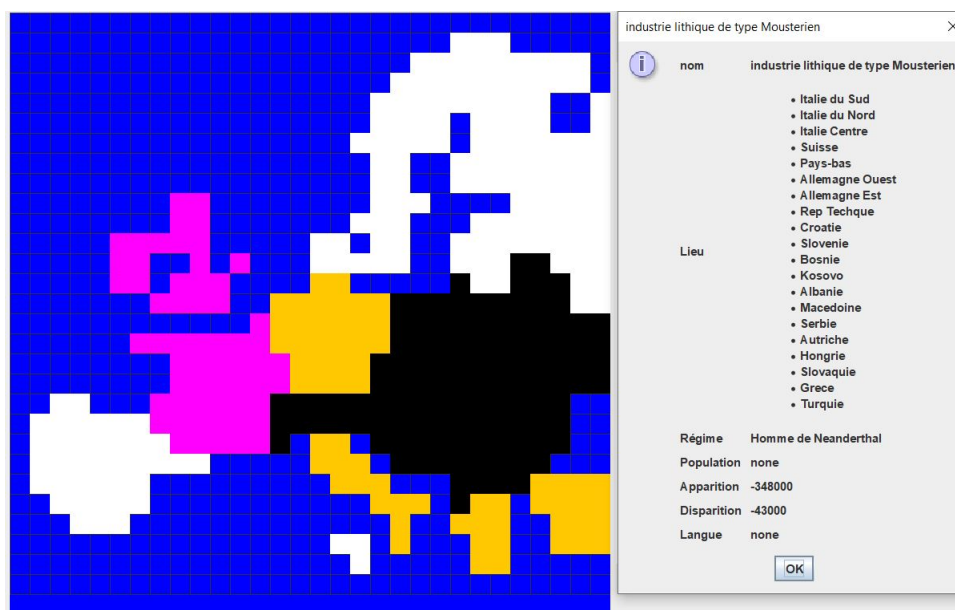 industrie lithique de type Mousterien
nom industrie lithique de type Mousterien
• Italie du Sud
• Italie du Nord
• Italie Centre
• Suisse
• Pays-bas
• Allemagne Ouest
• Allemagne Est
• Rep Techque
• Croatie
• Slovenie
Lieu • Bosnie
• Kosovo
• Albanie
• Macedoine
• Serbie
• Autriche
• Hongrie
• Slovaquie
• Grece
• Turquie
Régime Homme de Neanderthal
Population none
Apparition -348000
Disparition -43000
Langue none
OK